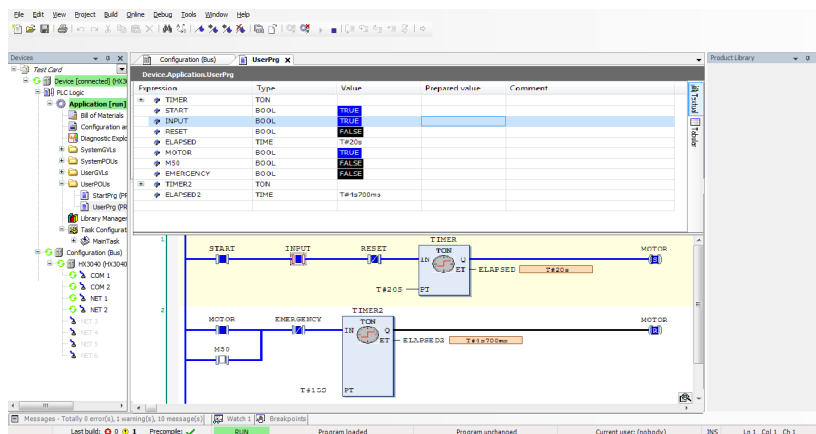 File Edit View Project Build Online Debug Tools Window Help
Devices
Configuration (Bus)
UserPrg
Product Library
Test Card
Device [connected] (HX3
PLC Logic
Application [run]
Bill of Materials
Configuration ar
Diagnostic Explo
SystemGVLs
SystemPOUs
UserGVLs
UserPOUs
StartPrg (PR
UserPrg (PR
Library Manager
Task Configurat
MainTask
Configuration (Bus)
HX3040 (HX3040
COM 1
COM 2
NET 1
NET 2
NET 3
NET 4
NET 5
NET 6
Device.Application.UserPrg
Expression Type Value Prepared value Comment
TIMER TON
START BOOL TRUE
INPUT BOOL TRUE
RESET BOOL FALSE
ELAPSED TIME T#20s
MOTOR BOOL TRUE
M50 BOOL FALSE
EMERGENCY BOOL FALSE
TIMER2 TON
ELAPSED2 TIME T#4s700ms
Textual
Tabular
1
START INPUT RESET TIMER MOTOR
TON
IN Q
ET ELAPSED T#20s
T#20S PT
2
MOTOR EMERGENCY TIMER2 MOTOR
TON
IN Q
R
ET ELAPSED2 T#4s700ms
M50
T#15S PT
Messages - Totally 0 error(s), 1 warning(s), 10 message(s)
Watch 1
Breakpoints
Last build: 0 1 Precompile: RUN Program loaded Program unchanged Current user: (nobody) INS Ln 1 Col 1 Ch 1